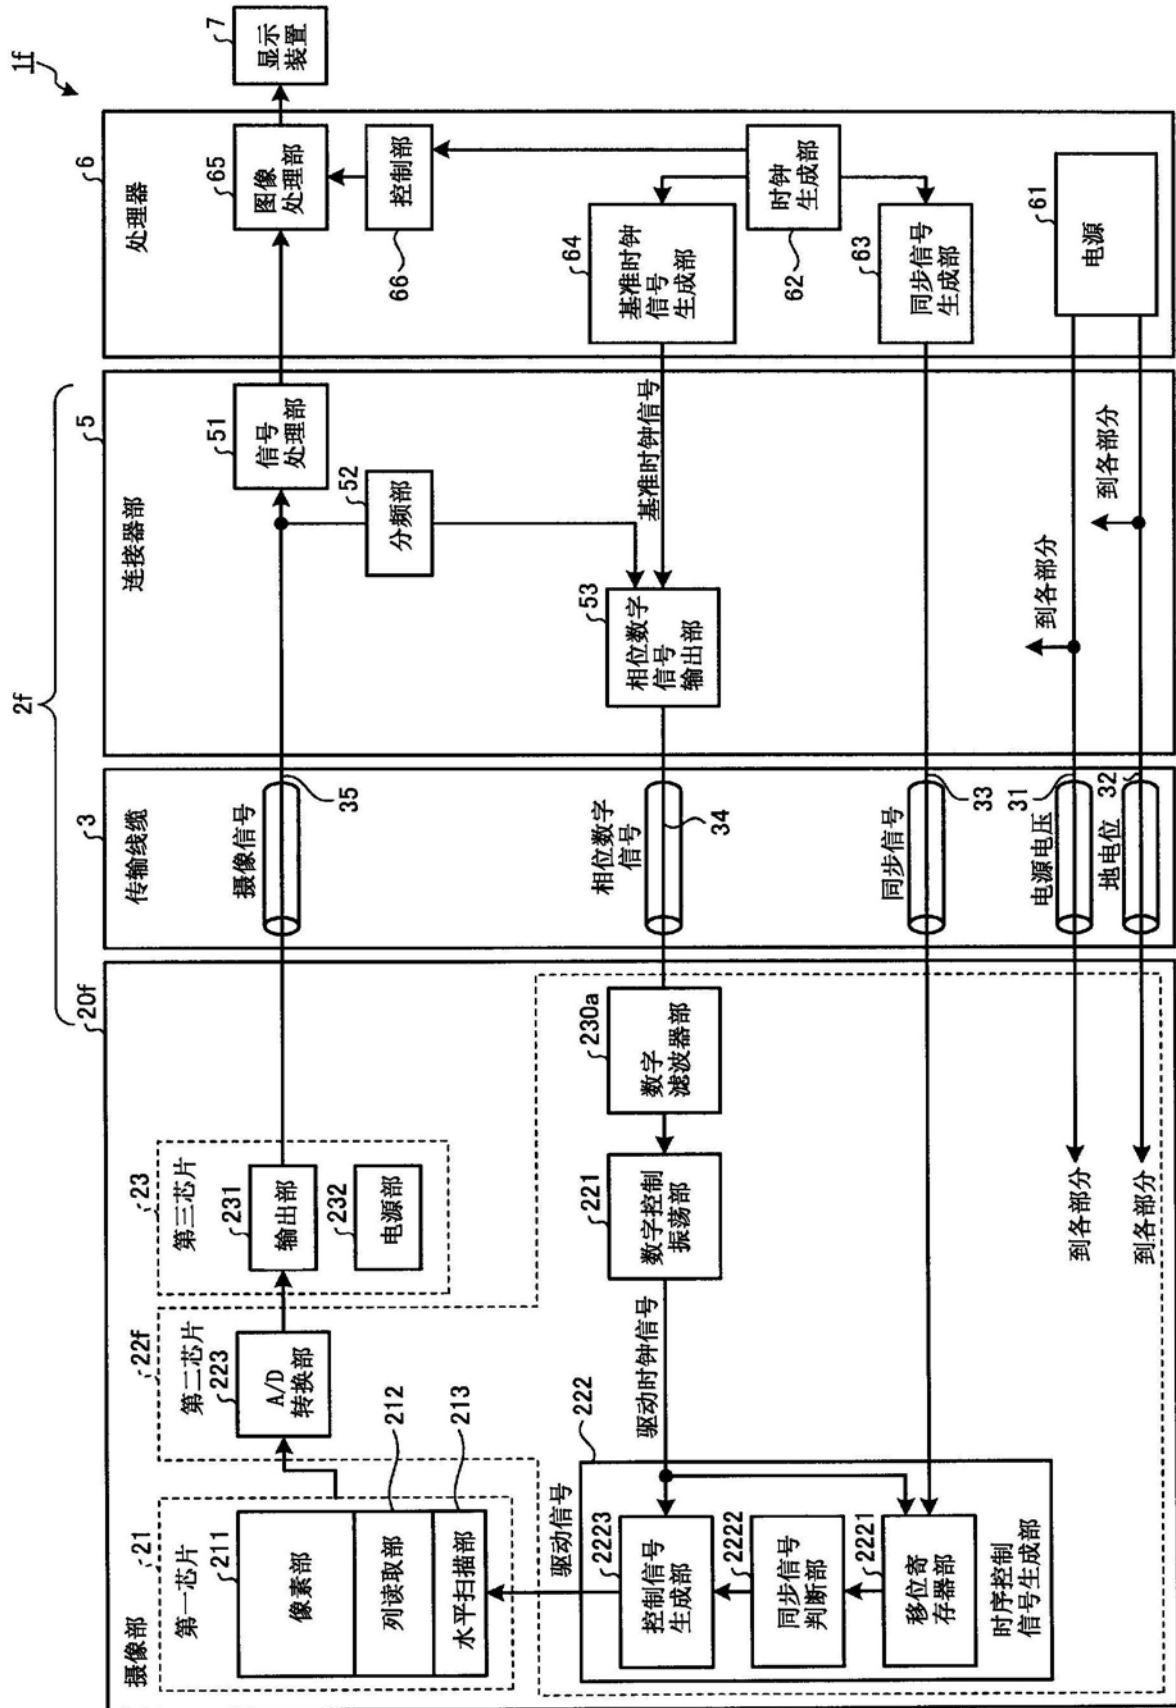 1f
2f
20f
3
5
6
摄像部
传输线缆
连接器部
处理器
7
显示
装置
21
第一芯片
211
像素部
列读取部
水平扫描部
212
213
22f
第二芯片
223
A/D
转换部
23
第三芯片
231
输出部
232
电源部
摄像信号
35
51
信号
处理部
52
分频部
65
图像
处理部
控制部
66
驱动信号
222
2223
控制信号
生成部
2222
同步信号
判断部
2221
移位寄
存器部
时序控制
信号生成部
驱动时钟信号
221
数字控制
振荡部
230a
数字
滤波器部
相位数字
信号
34
53
相位数字
信号
输出部
基准时钟信号
64
基准时钟
信号
生成部
时钟
生成部
62
63
同步信号
生成部
同步信号
33
电源电压
31
地电位
32
到各部分
到各部分
到各部分
到各部分
61
电源